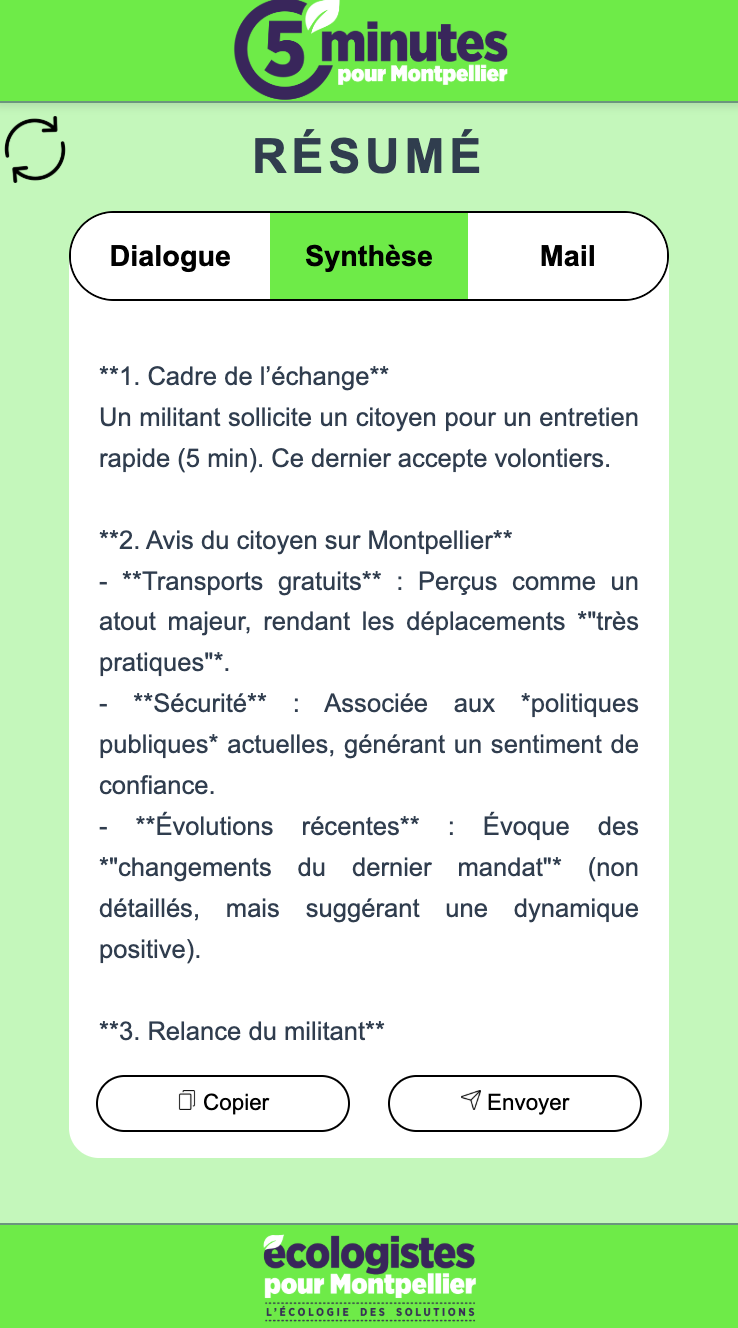 5 minutes
pour Montpellier
RÉSUMÉ
Dialogue
Synthèse
Mail
**1. Cadre de l’échange**
Un militant sollicite un citoyen pour un entretien
rapide (5 min). Ce dernier accepte volontiers.
**2. Avis du citoyen sur Montpellier**
- **Transports gratuits** : Perçus comme un
atout majeur, rendant les déplacements *"très
pratiques"*.
- **Sécurité** : Associée aux *politiques
publiques* actuelles, générant un sentiment de
confiance.
- **Évolutions récentes** : Évoque des
*"changements du dernier mandat"* (non
détaillés, mais suggérant une dynamique
positive).
**3. Relance du militant**
Copier
Envoyer
écologistes
pour Montpellier
L'ÉCOLOGIE DES SOLUTIONS